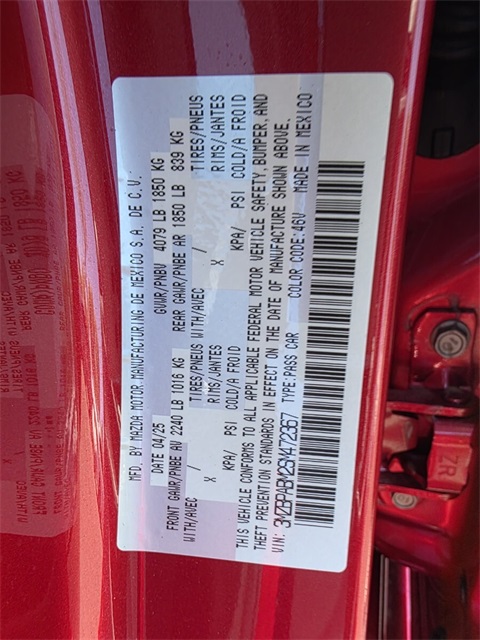 MFD. BY MAZDA MOTOR MANUFACTURING DE MEXICO S.A. DE C.V.
DATE 04/25 GVWR/PNBV 4079 LB 1850 KG
FRONT GAWR/PNBE AV 2240 LB 1016 KG REAR GAWR/PNBE AR 1850 LB 839 KG
WITH/AVEC / TIRES/PNEUS WITH/AVEC / TIRES/PNEUS
X RIMS/JANTES X RIMS/JANTES
KPA/ PSI COLD/A FROID KPA/ PSI COLD/A FROID
THIS VEHICLE CONFORMS TO ALL APPLICABLE FEDERAL MOTOR VEHICLE SAFETY, BUMPER, AND
THEFT PREVENTION STANDARDS IN EFFECT ON THE DATE OF MANUFACTURE SHOWN ABOVE.
VIN: 3MZBPABM2SM472367 TYPE:PASS CAR COLOR CODE:46V MADE IN MEXICO
ZR